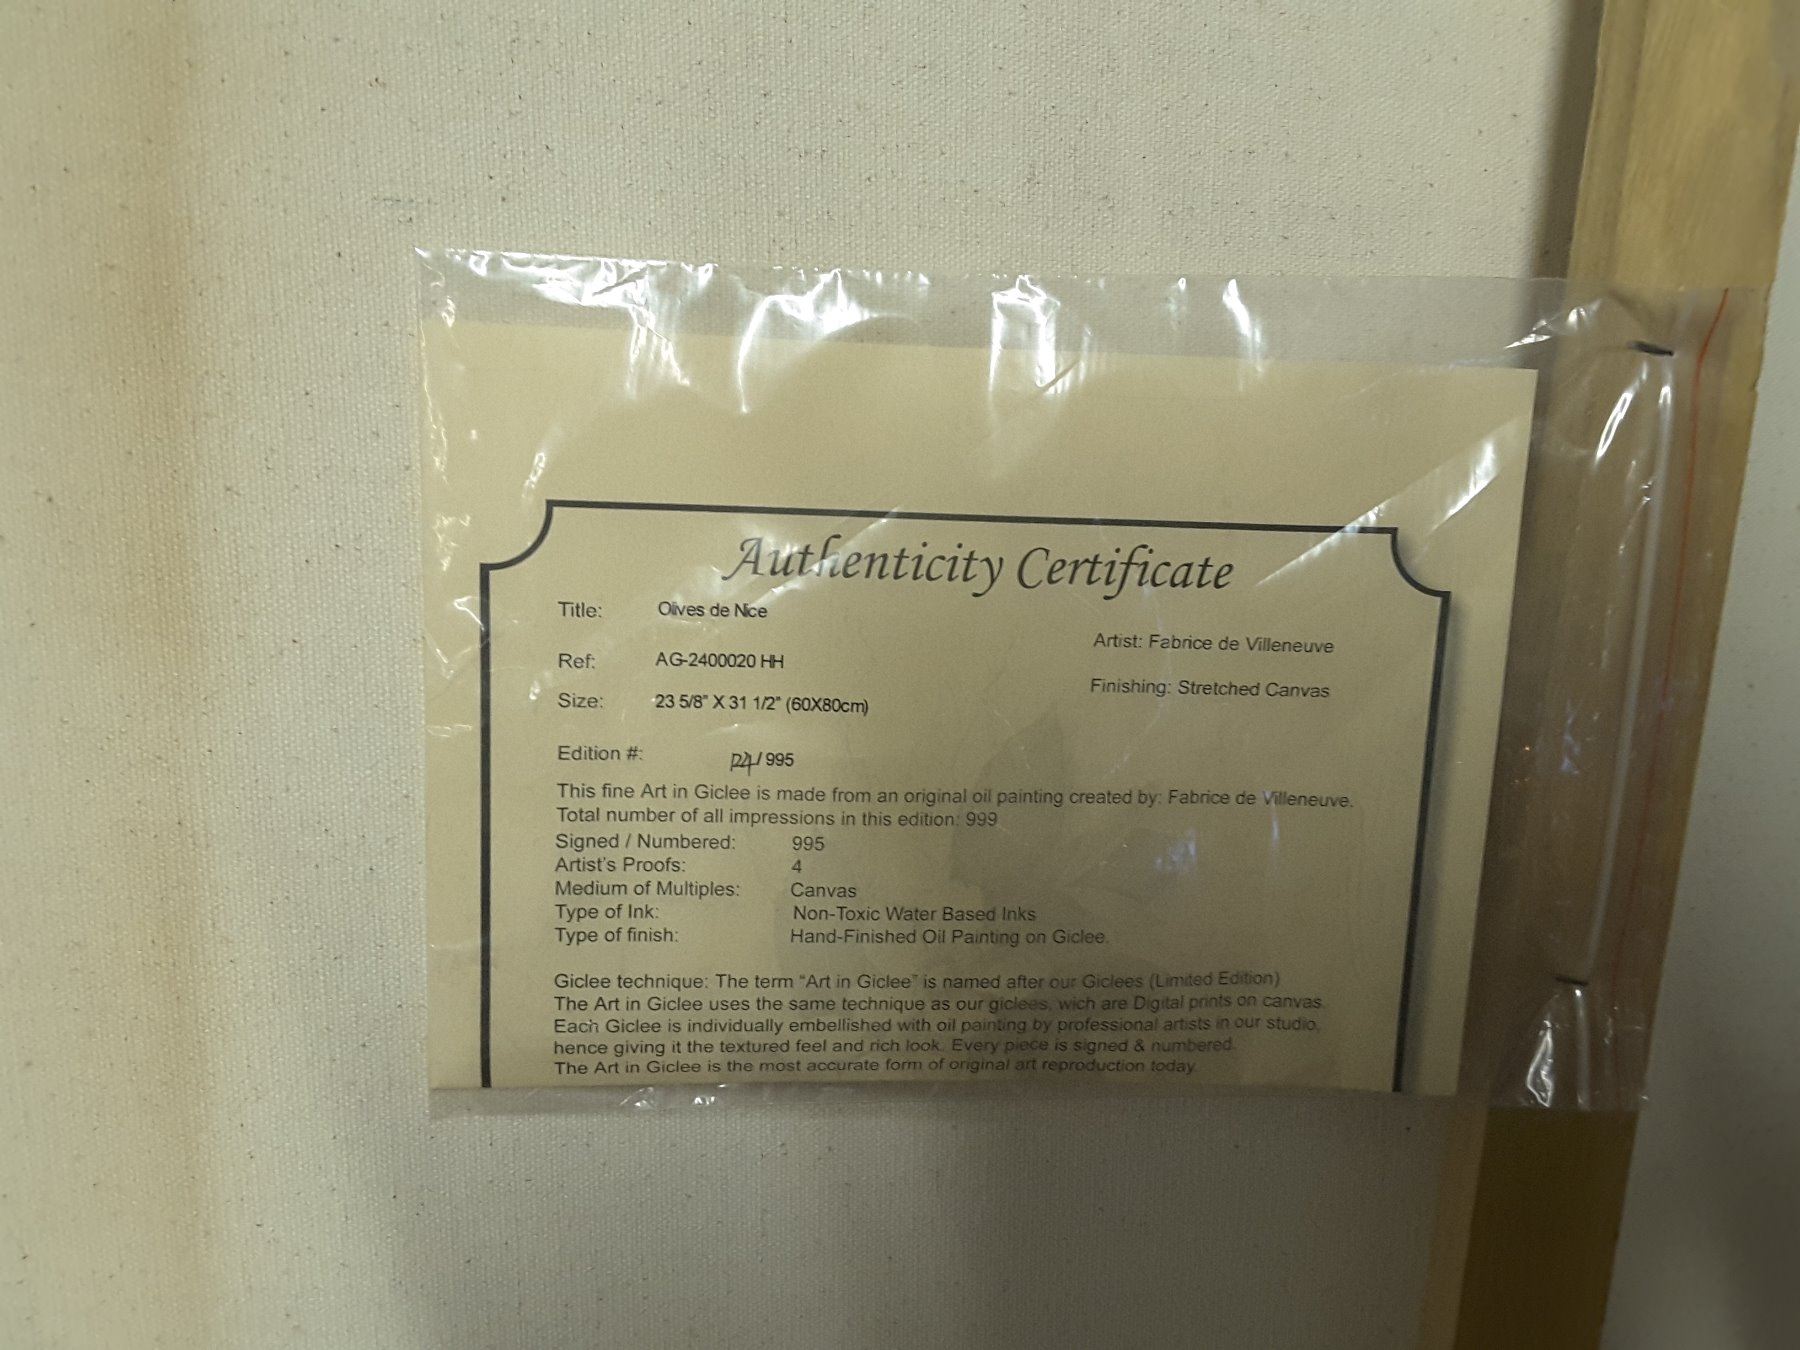 Authenticity Certificate
Title: Olives de Nice
Artist: Fabrice de Villeneuve
Ref: AG-2400020 HH
Finishing: Stretched Canvas
Size: 23 5/8" X 31 1/2" (60X80cm)
Edition #: / 995
This fine Art in Giclee is made from an original oil painting created by: Fabrice de Villeneuve.
Total number of all impressions in this edition: 999
Signed / Numbered: 995
Artist's Proofs: 4
Medium of Multiples: Canvas
Type of Ink: Non-Toxic Water Based Inks
Type of finish: Hand-Finished Oil Painting on Giclee.
Giclee technique: The term "Art in Giclee" is named after our Giclees (Limited Edition)
The Art in Giclee uses the same technique as our giclees, wich are Digital prints on canvas.
Each Giclee is individually embellished with oil painting by professional artists in our studio,
hence giving it the textured feel and rich look. Every piece is signed & numbered.
The Art in Giclee is the most accurate form of original art reproduction today.